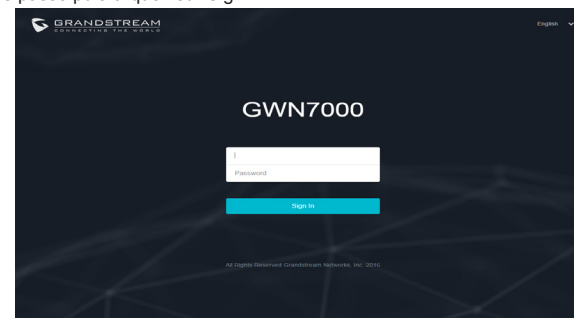 GRANDSTREAM
CONNECTING THE WORLD
English
GWN7000
Password
Sign In
All Rights Reserved Grandstream Networks, Inc. 2016